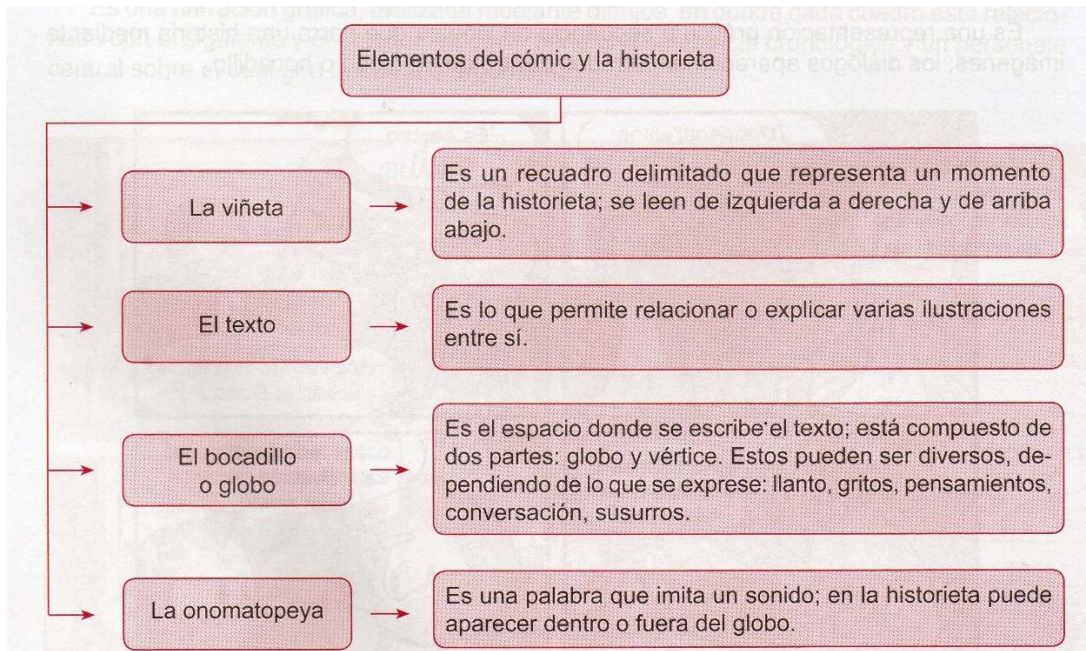 Elementos del cómic y la historieta
La viñeta
Es un recuadro delimitado que representa un momento
de la historieta; se leen de izquierda a derecha y de arriba
abajo.
El texto
Es lo que permite relacionar o explicar varias ilustraciones
entre sí.
El bocadillo
o globo
Es el espacio donde se escribe el texto; está compuesto de
dos partes: globo y vértice. Estos pueden ser diversos, de-
pendiendo de lo que se exprese: llanto, gritos, pensamientos,
conversación, susurros.
La onomatopeya
Es una palabra que imita un sonido; en la historieta puede
aparecer dentro o fuera del globo.